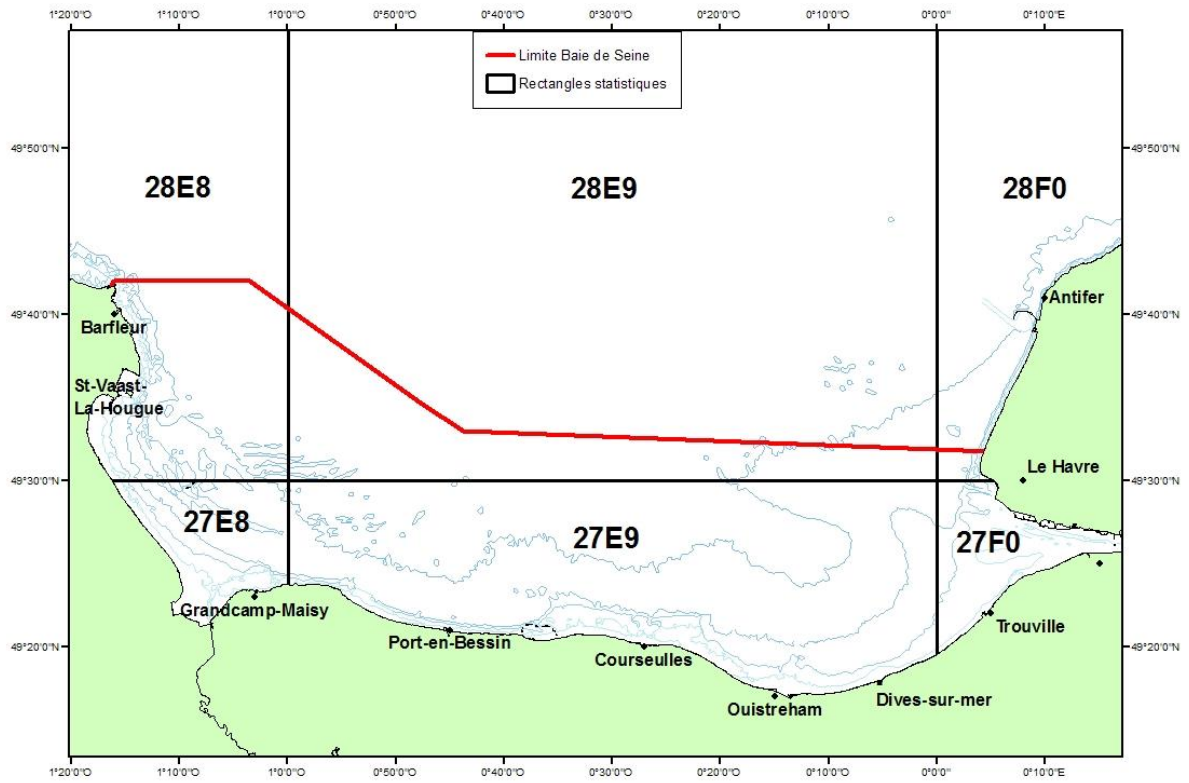 1°20'0"O 1°10'0"O 1°0'0"O 0°50'0"O 0°40'0"O 0°30'0"O 0°20'0"O 0°10'0"O 0°0'0" 0°10'0"E
Limite Baie de Seine
Rectangles statistiques
49°50'0"N 49°50'0"N
28E8 28E9 28F0
Antifer
49°40'0"N 49°40'0"N
Barfleur
St-Vaast-
La-Hougue
Le Havre
49°30'0"N 49°30'0"N
27E8 27E9 27F0
Grandcamp-Maisy
Trouville
Port-en-Bessin
49°20'0"N 49°20'0"N
Courseulles
Dives-sur-mer
Ouistreham
1°20'0"O 1°10'0"O 1°0'0"O 0°50'0"O 0°40'0"O 0°30'0"O 0°20'0"O 0°10'0"O 0°0'0" 0°10'0"E